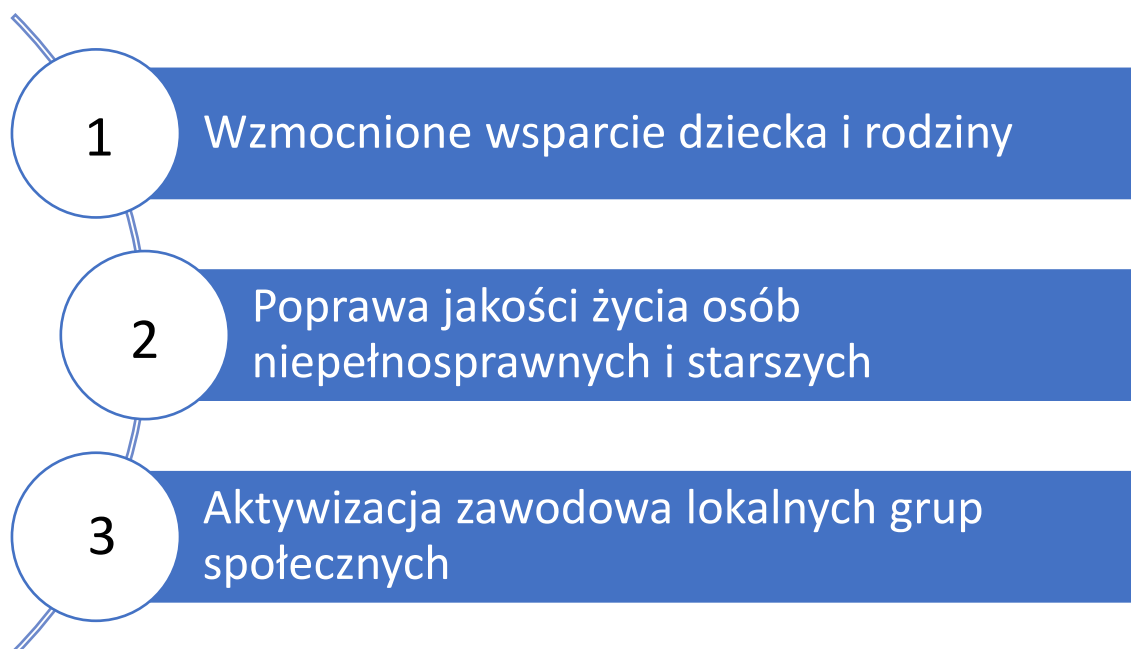 1
Wzmocnione wsparcie dziecka i rodziny
2
Poprawa jakości życia osób
niepełnosprawnych i starszych
3
Aktywizacja zawodowa lokalnych grup
społecznych